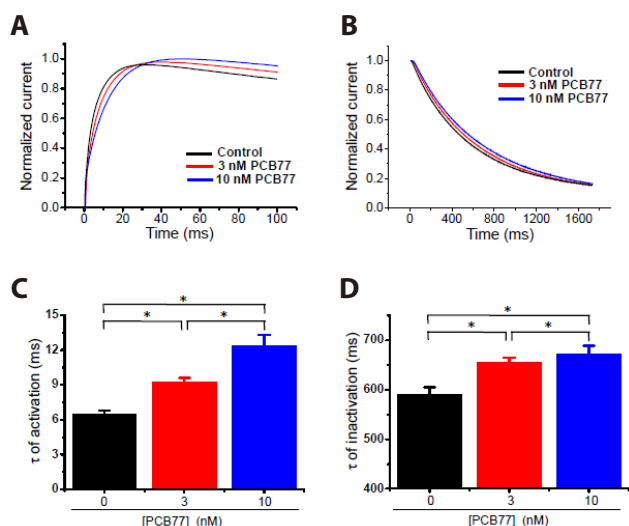 A
Normalized current
1.0
0.8
0.6
0.4
0.2
0.0
Control
3 nM PCB77
10 nM PCB77
0 20 40 60 80 100
Time (ms)
B
Normalized current
1.0
0.8
0.6
0.4
0.2
0.0
Control
3 nM PCB77
10 nM PCB77
0 400 800 1200 1600
Time (ms)
C
τ of activation (ms)
15
12
9
6
3
0
*
* *
0 3 10
[PCB77] (nM)
D
τ of inactivation (ms)
700
600
500
400
*
* *
0 3 10
[PCB77] (nM)